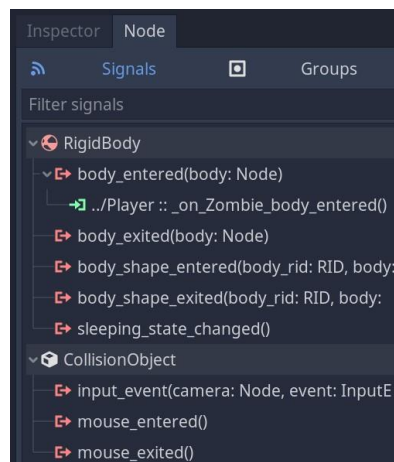 Inspector Node
Signals Groups
Filter signals
RigidBody
body_entered(body: Node)
../Player :: _on_Zombie_body_entered()
body_exited(body: Node)
body_shape_entered(body_rid: RID, body:
body_shape_exited(body_rid: RID, body:
sleeping_state_changed()
CollisionObject
input_event(camera: Node, event: InputE
mouse_entered()
mouse_exited()